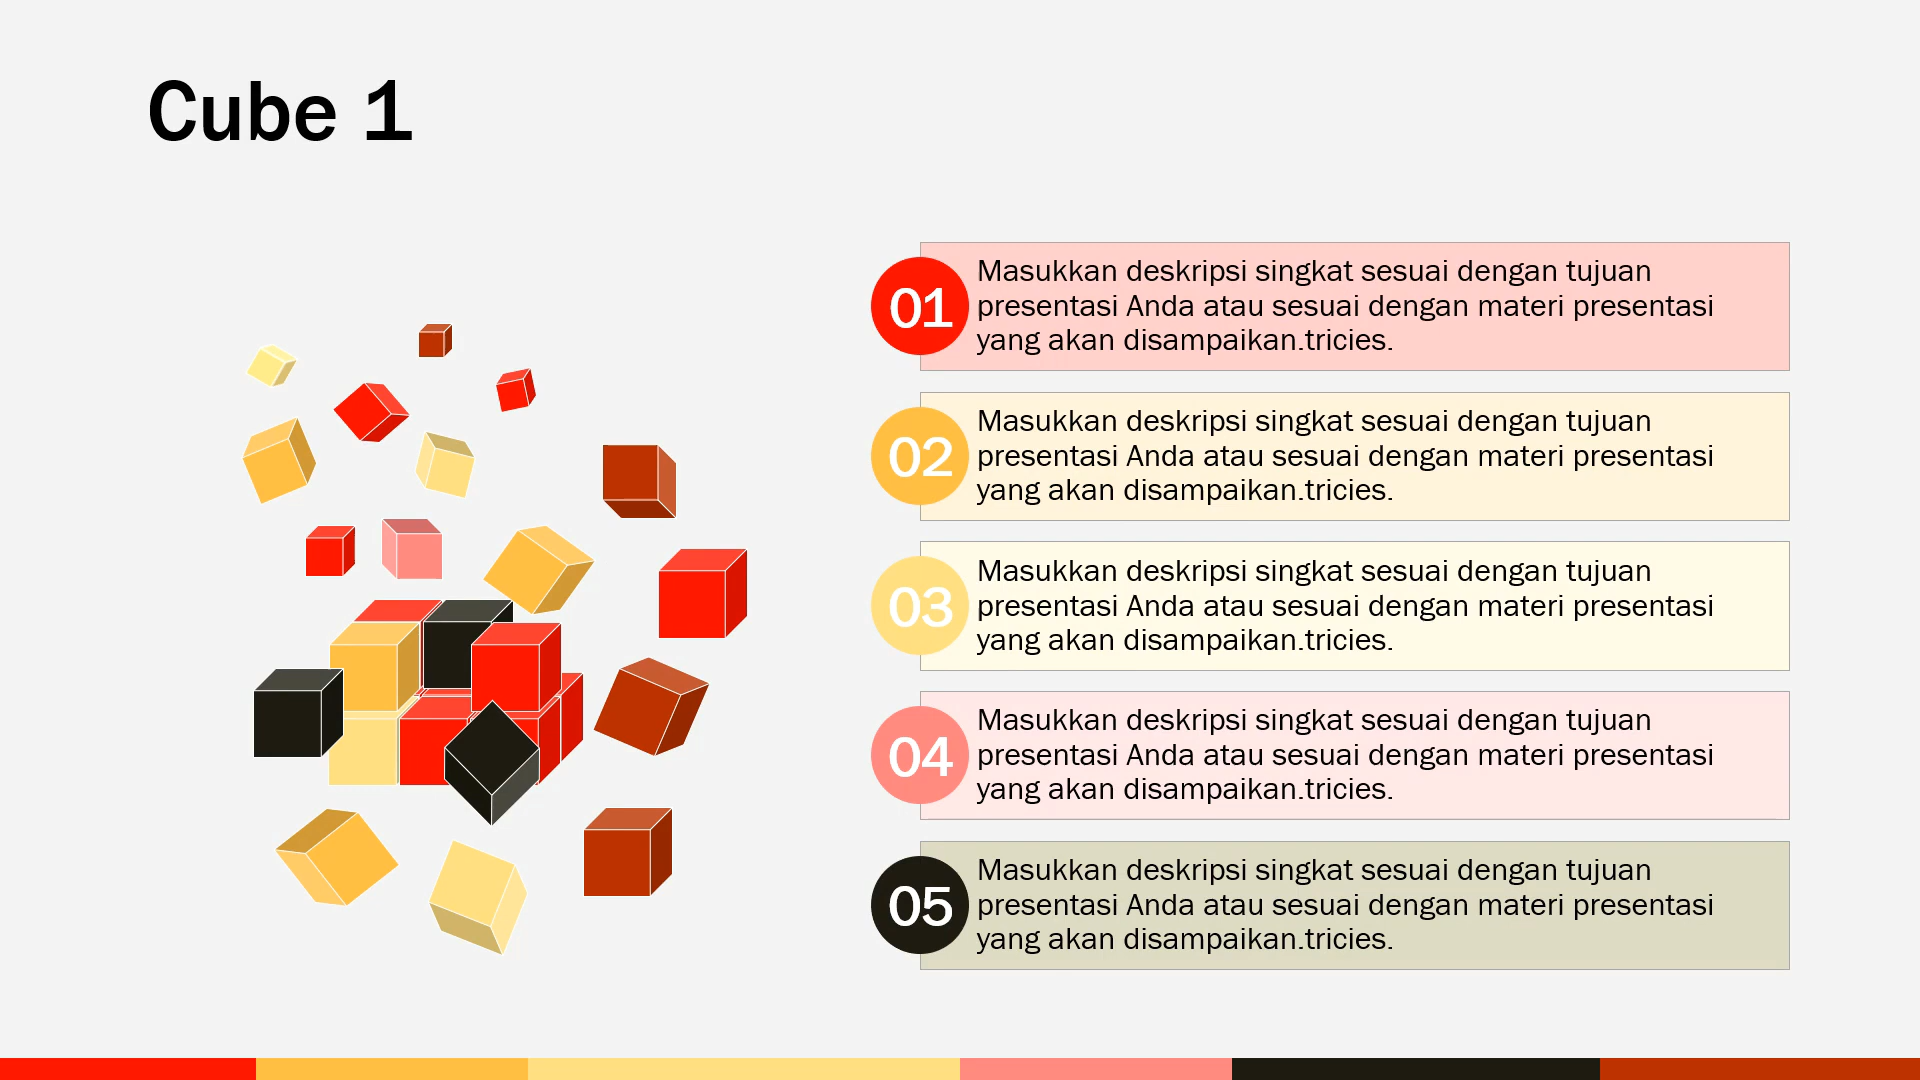 Cube 1
01
Masukkan deskripsi singkat sesuai dengan tujuan
presentasi Anda atau sesuai dengan materi presentasi
yang akan disampaikan.tricies.
02
Masukkan deskripsi singkat sesuai dengan tujuan
presentasi Anda atau sesuai dengan materi presentasi
yang akan disampaikan.tricies.
03
Masukkan deskripsi singkat sesuai dengan tujuan
presentasi Anda atau sesuai dengan materi presentasi
yang akan disampaikan.tricies.
04
Masukkan deskripsi singkat sesuai dengan tujuan
presentasi Anda atau sesuai dengan materi presentasi
yang akan disampaikan.tricies.
05
Masukkan deskripsi singkat sesuai dengan tujuan
presentasi Anda atau sesuai dengan materi presentasi
yang akan disampaikan.tricies.